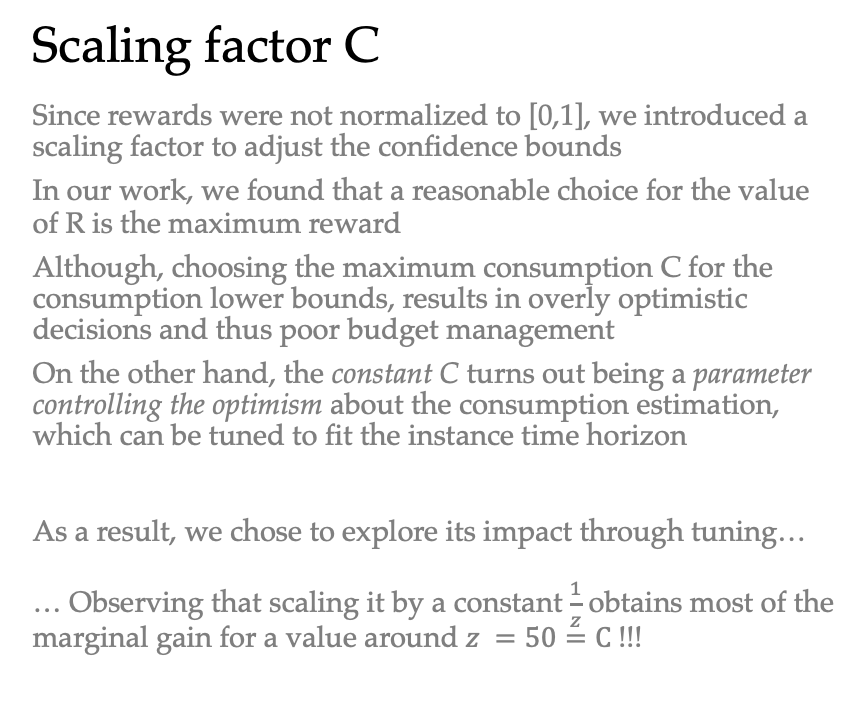 Scaling factor C
Since rewards were not normalized to [0,1], we introduced a
scaling factor to adjust the confidence bounds
In our work, we found that a reasonable choice for the value
of R is the maximum reward
Although, choosing the maximum consumption C for the
consumption lower bounds, results in overly optimistic
decisions and thus poor budget management
On the other hand, the constant C turns out being a parameter
controlling the optimism about the consumption estimation,
which can be tuned to fit the instance time horizon
As a result, we chose to explore its impact through tuning…
… Observing that scaling it by a constant 1/z obtains most of the
marginal gain for a value around z = 50 = C !!!